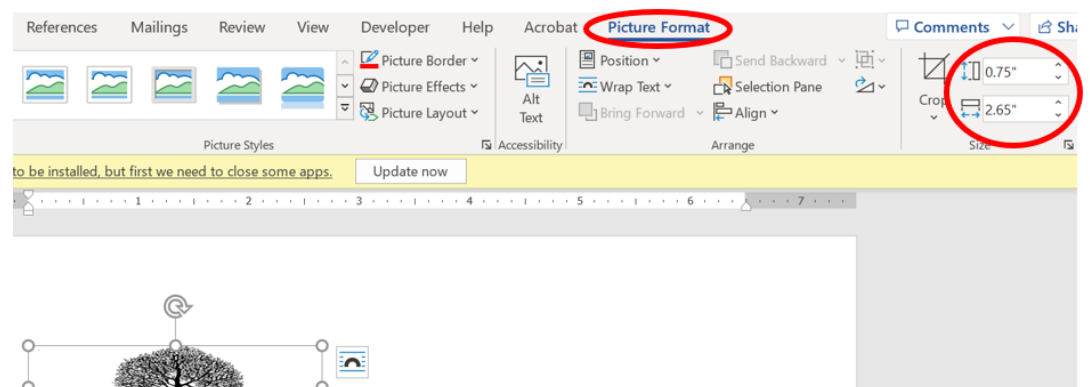 References Mailings Review View Developer Help Acrobat Picture Format Comments
Picture Border Position Send Backward 0.75"
Picture Effects Alt Wrap Text Selection Pane Crop
Picture Layout Text Bring Forward Align 2.65"
Picture Styles Accessibility Arrange Size
to be installed, but first we need to close some apps. Update now
1 2 3 4 5 6 7